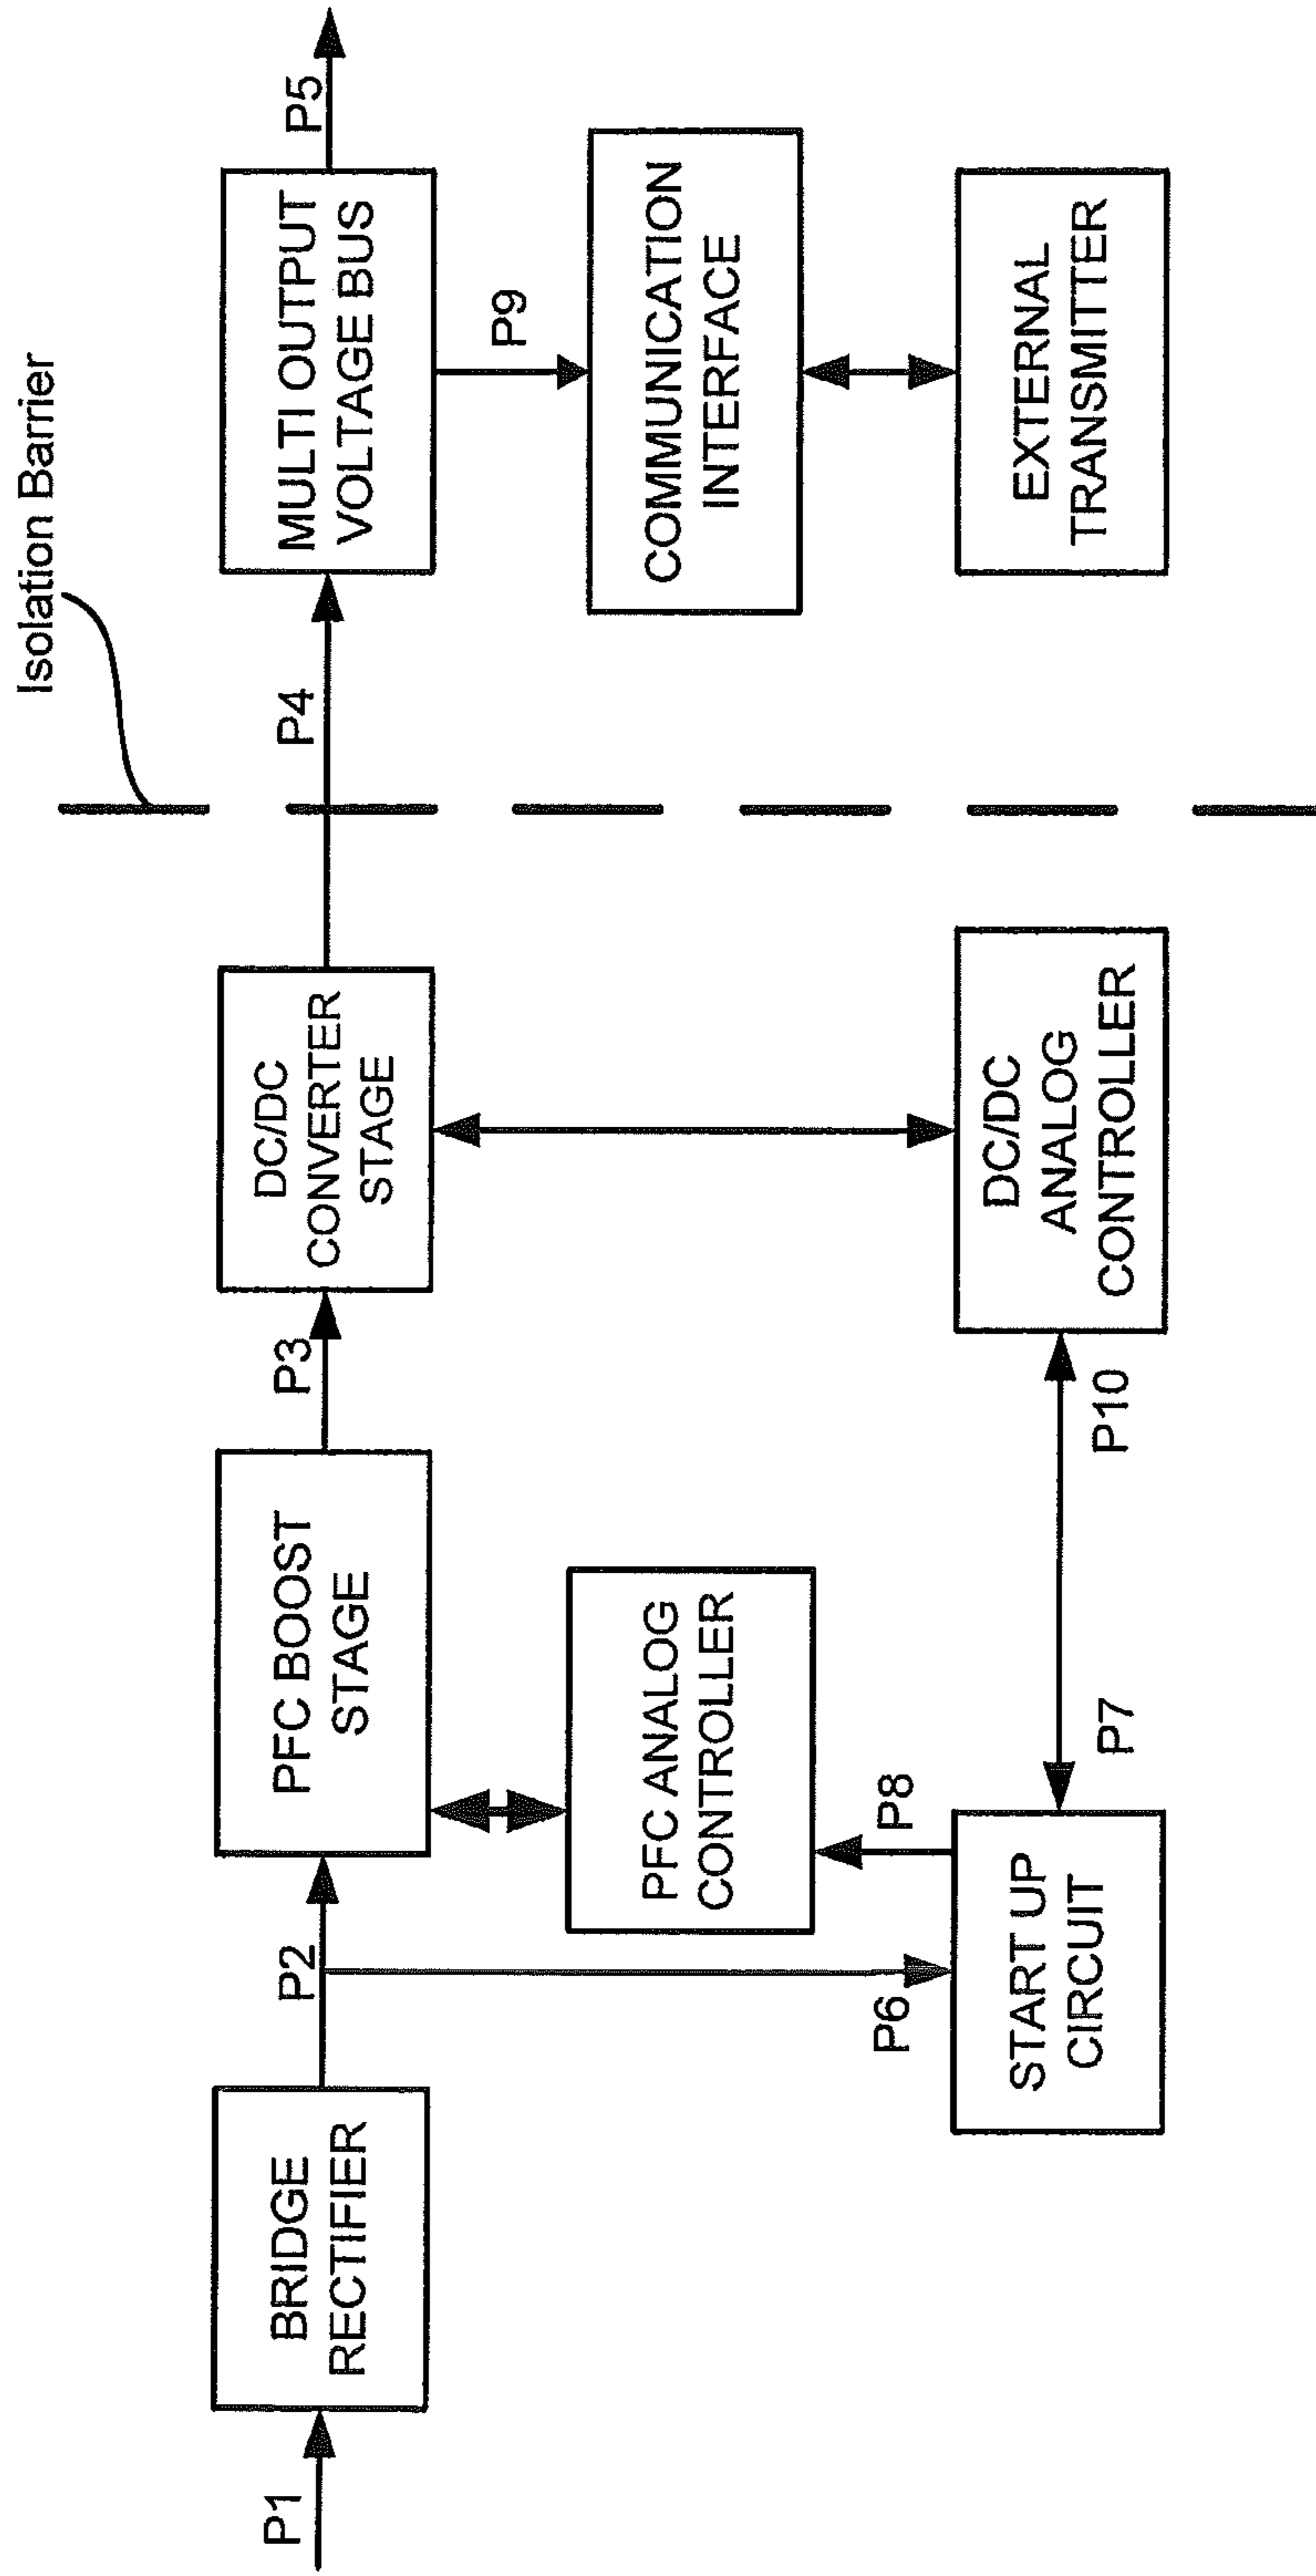 Isolation Barrier
P1
BRIDGE
RECTIFIER
P2
PFC BOOST
STAGE
P3
DC/DC
CONVERTER
STAGE
P4
MULTI OUTPUT
VOLTAGE BUS
P5
P6
PFC ANALOG
CONTROLLER
P8
P9
COMMUNICATION
INTERFACE
START UP
CIRCUIT
P7
P10
DC/DC
ANALOG
CONTROLLER
EXTERNAL
TRANSMITTER